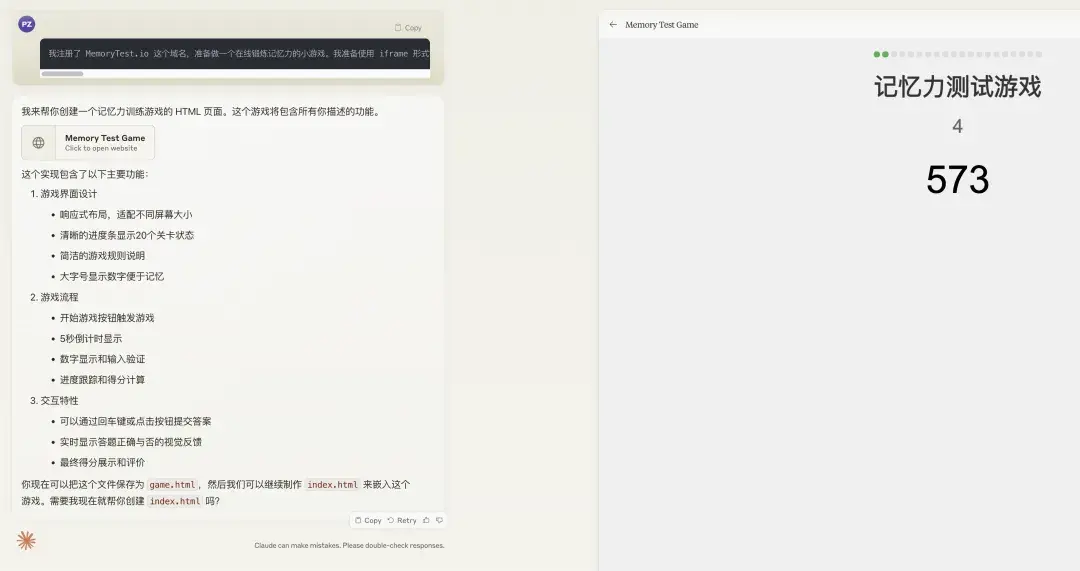 PZ
Copy
我注册了 MemoryTest.io 这个域名，准备做一个在线锻炼记忆力的小游戏。我准备使用 iframe 形式
我来帮你创建一个记忆力训练游戏的 HTML 页面。这个游戏将包含所有你描述的功能。
Memory Test Game
Click to open website
这个实现包含了以下主要功能：
1. 游戏界面设计
• 响应式布局，适配不同屏幕大小
• 清晰的进度条显示20个关卡状态
• 简洁的游戏规则说明
• 大字号显示数字便于记忆
2. 游戏流程
• 开始游戏按钮触发游戏
• 5秒倒计时显示
• 数字显示和输入验证
• 进度跟踪和得分计算
3. 交互特性
• 可以通过回车键或点击按钮提交答案
• 实时显示答题正确与否的视觉反馈
• 最终得分展示和评价
你现在可以把这个文件保存为 game.html，然后我们可以继续制作 index.html 来嵌入这个
游戏。需要我现在就帮你创建 index.html 吗？
Copy Retry
Claude can make mistakes. Please double-check responses.
← Memory Test Game
记忆力测试游戏
4
573